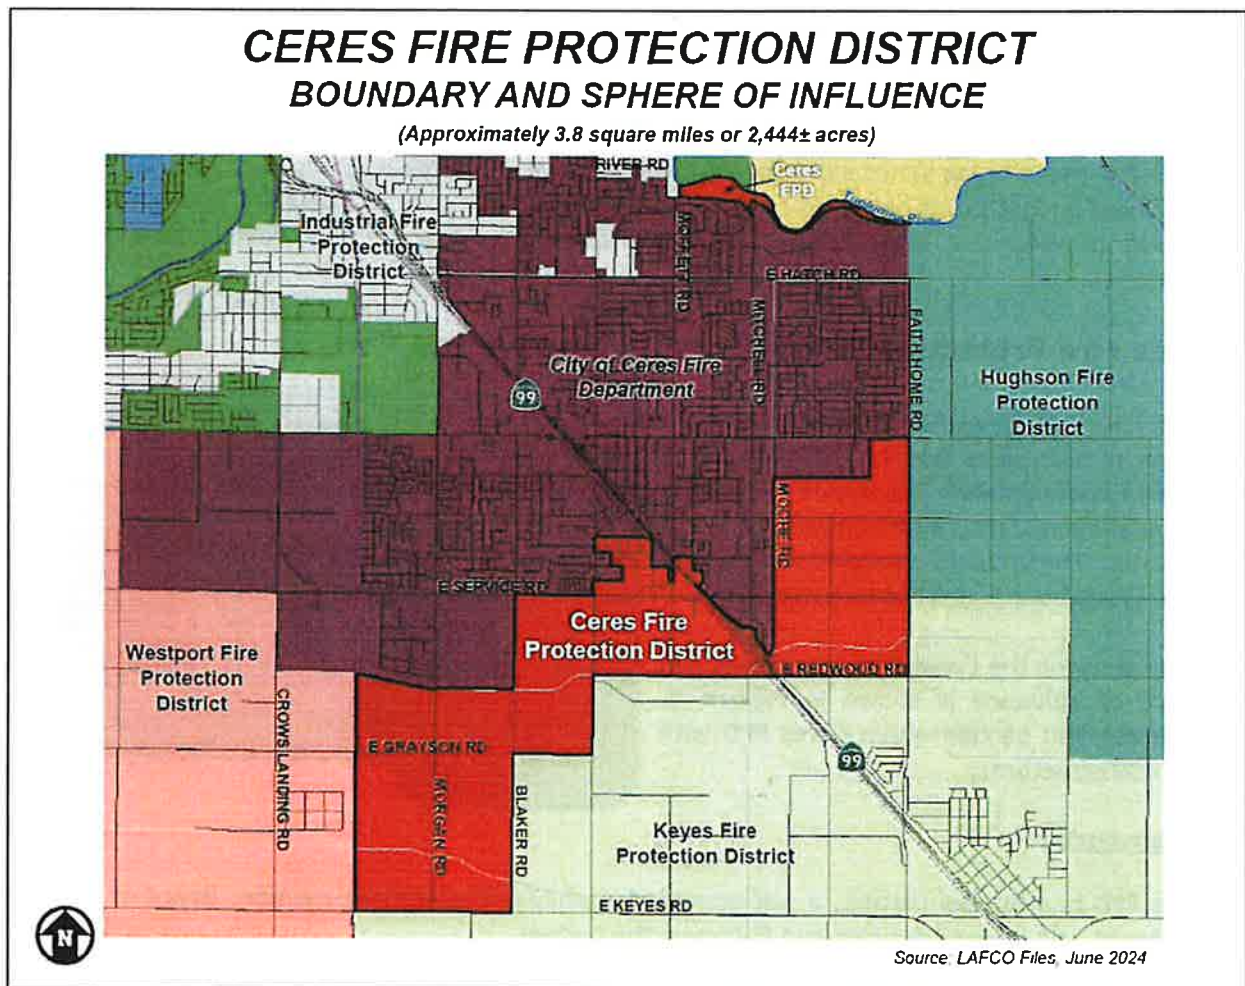 CERES FIRE PROTECTION DISTRICT
BOUNDARY AND SPHERE OF INFLUENCE
(Approximately 3.8 square miles or 2,444± acres)
RIVER RD
Ceres
FPD
Industrial Fire
Protection
District
MOFFETT RD
E HATCH RD
MITCHELL RD
FAITH HOME RD
City of Ceres Fire
Department
99
Hughson Fire
Protection
District
MOORE RD
E SERVICE RD
Ceres Fire
Protection District
E REDWOOD RD
Westport Fire
Protection
District
CROWS LANDING RD
E GRAYSON RD
MORGAN RD
BLAKER RD
99
Keyes Fire
Protection District
E KEYES RD
N
Source: LAFCO Files, June 2024